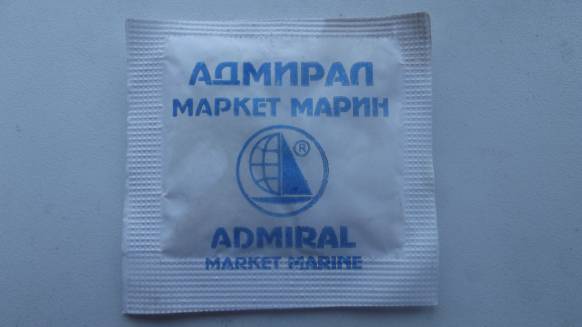 АДМИРАЛ
МАРКЕТ МАРИН
®
ADMIRAL
MARKET MARINE